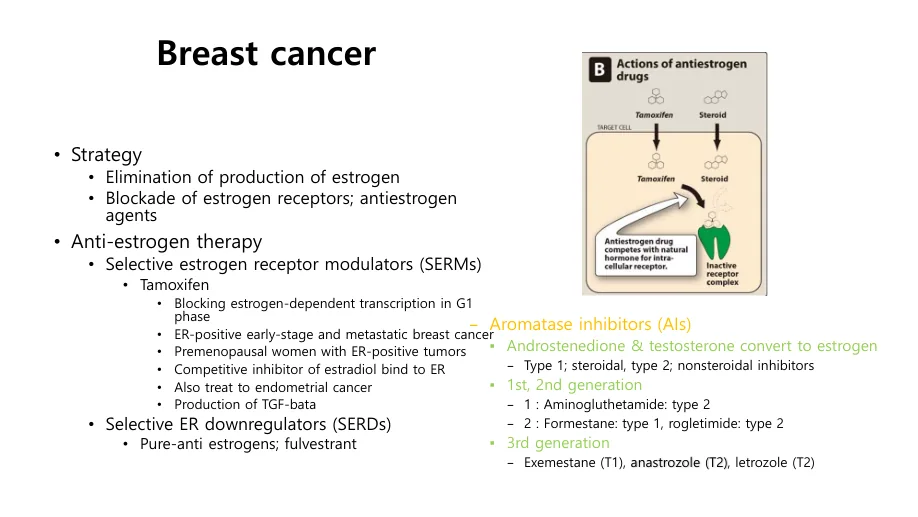 Breast cancer
• Strategy
• Elimination of production of estrogen
• Blockade of estrogen receptors; antiestrogen
agents
• Anti-estrogen therapy
• Selective estrogen receptor modulators (SERMs)
• Tamoxifen
• Blocking estrogen-dependent transcription in G1
phase
• ER-positive early-stage and metastatic breast cancer
• Premenopausal women with ER-positive tumors
• Competitive inhibitor of estradiol bind to ER
• Also treat to endometrial cancer
• Production of TGF-bata
• Selective ER downregulators (SERDs)
• Pure-anti estrogens; fulvestrant
B Actions of antiestrogen
drugs
Tamoxifen Steroid
TARGET CELL
Tamoxifen Steroid
Antiestrogen drug
competes with natural
hormone for intra-
cellular receptor.
Inactive
receptor
complex
– Aromatase inhibitors (AIs)
▪ Androstenedione & testosterone convert to estrogen
– Type 1; steroidal, type 2; nonsteroidal inhibitors
▪ 1st, 2nd generation
– 1 : Aminogluthetamide: type 2
– 2 : Formestane: type 1, rogletimide: type 2
▪ 3rd generation
– Exemestane (T1), anastrozole (T2), letrozole (T2)